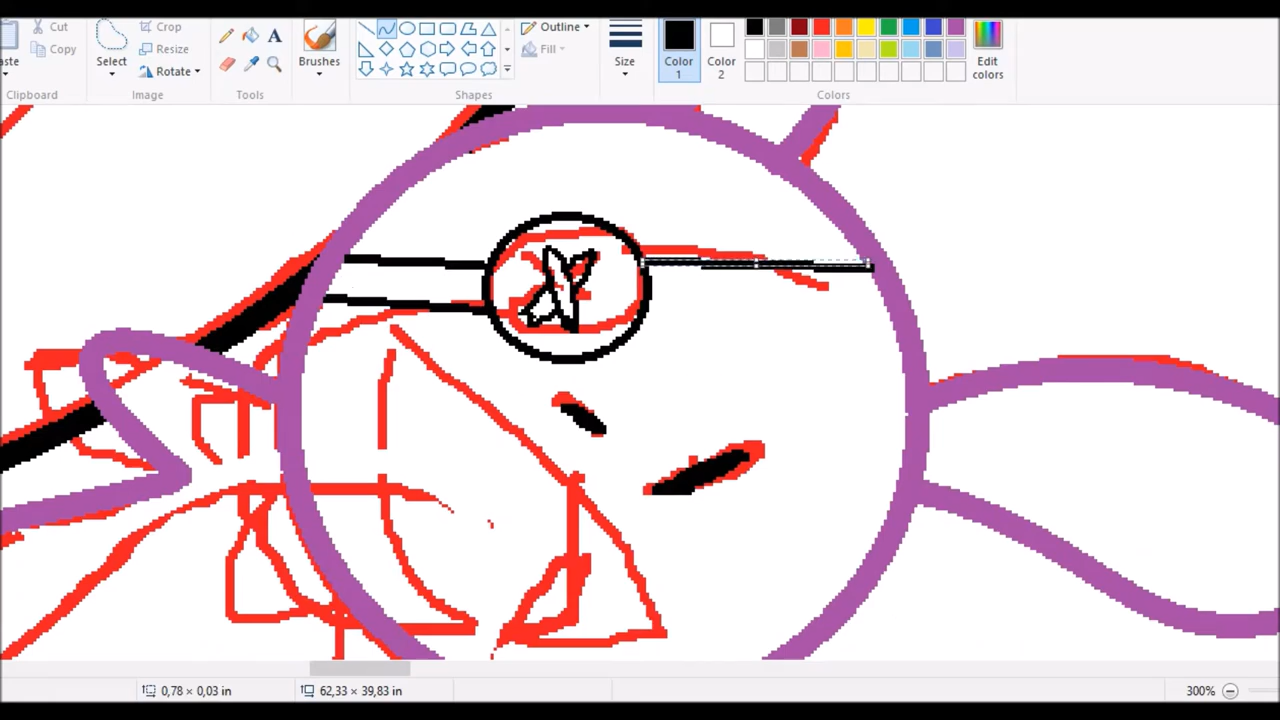 Cut
Copy
aste
Clipboard
Select
Crop
Resize
Rotate
Image
A
Tools
Brushes
Outline
Fill
Shapes
Size
Color 1
Color 2
Edit colors
Colors
0,78 × 0,03 in
62,33 × 39,83 in
300%